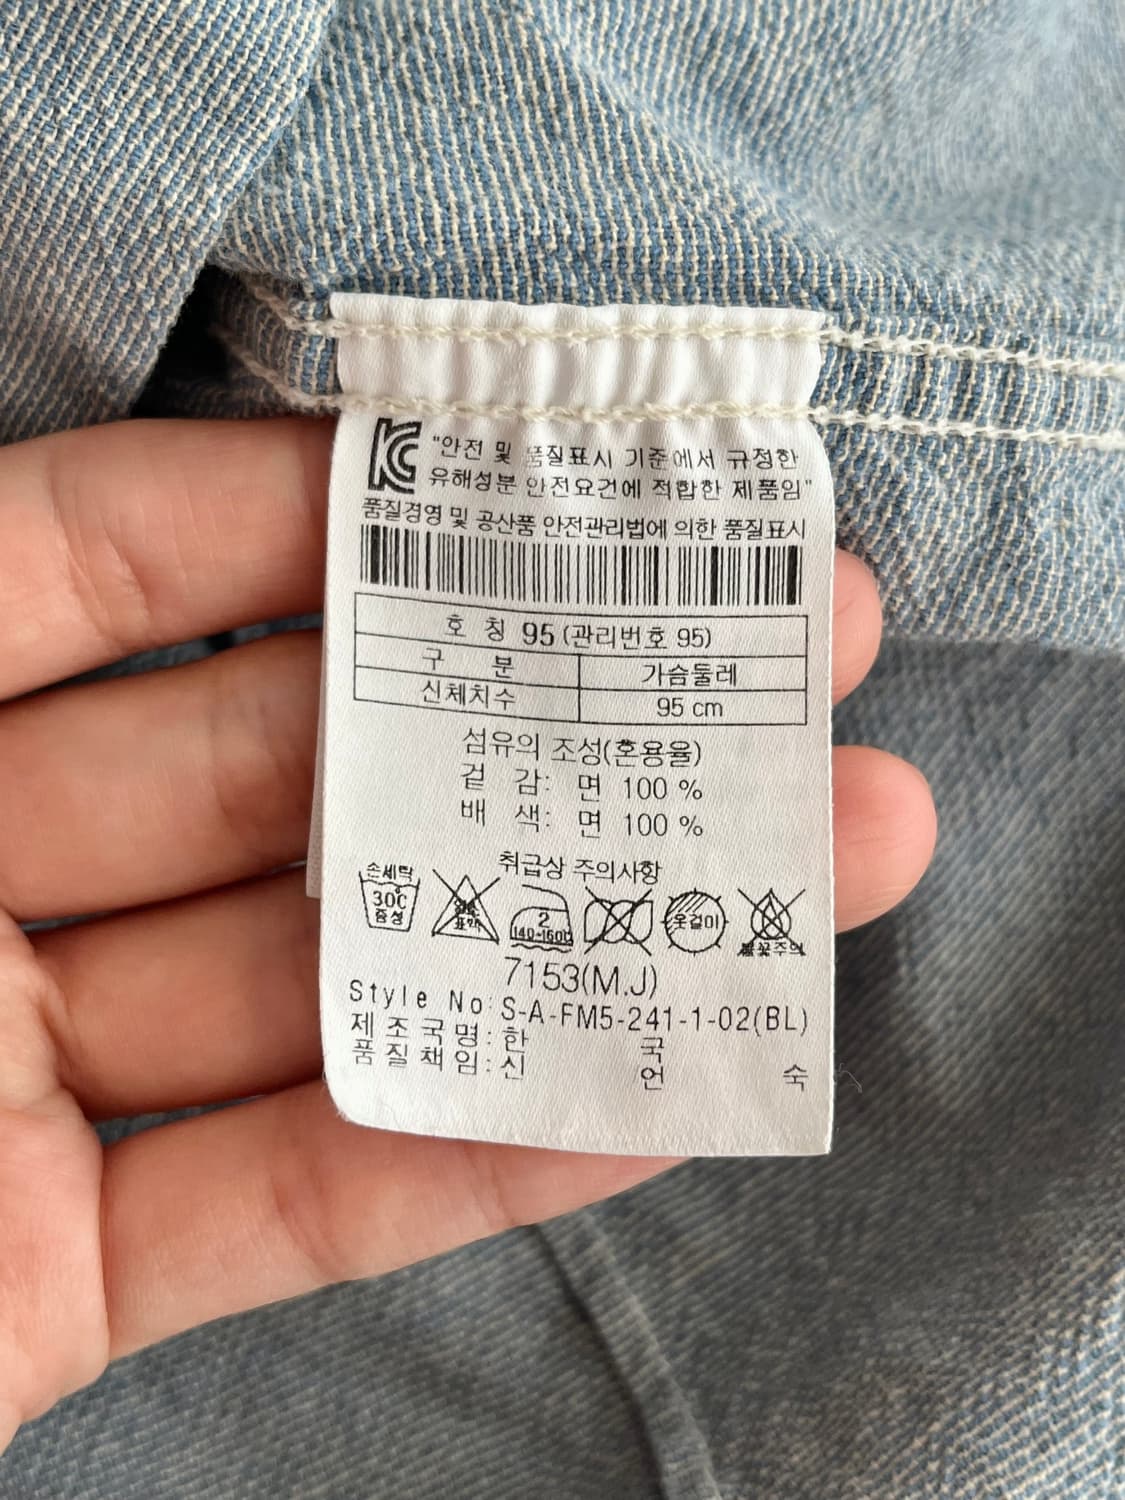 KC "안전 및 품질표시 기준에서 규정한
유해성분 안전요건에 적합한 제품임"
품질경영 및 공산품 안전관리법에 의한 품질표시
호 칭 95 (관리번호 95)
구 분 가슴둘레
신체치수 95 cm
섬유의 조성(혼용율)
겉 감: 면 100 %
배 색: 면 100 %
취급상 주의사항
손세탁
30℃
중성
표백
2
140~160℃
옷걸이
불꽃주의
7153(M.J)
Style No: S-A-FM5-241-1-02(BL)
제 조 국 명 : 한 국
품 질 책 임 : 신 언 숙